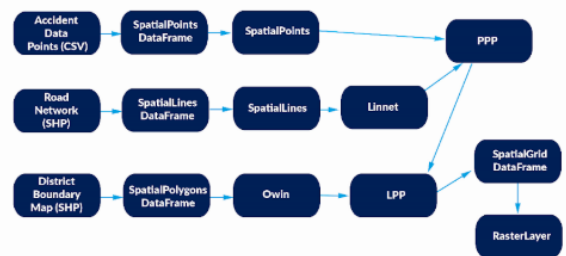 Accident
Data
Points (CSV)
SpatialPoints
DataFrame
SpatialPoints
PPP
Road
Network
(SHP)
SpatialLines
DataFrame
SpatialLines
Linnet
District
Boundary
Map (SHP)
SpatialPolygons
DataFrame
Owin
LPP
SpatialGrid
DataFrame
RasterLayer